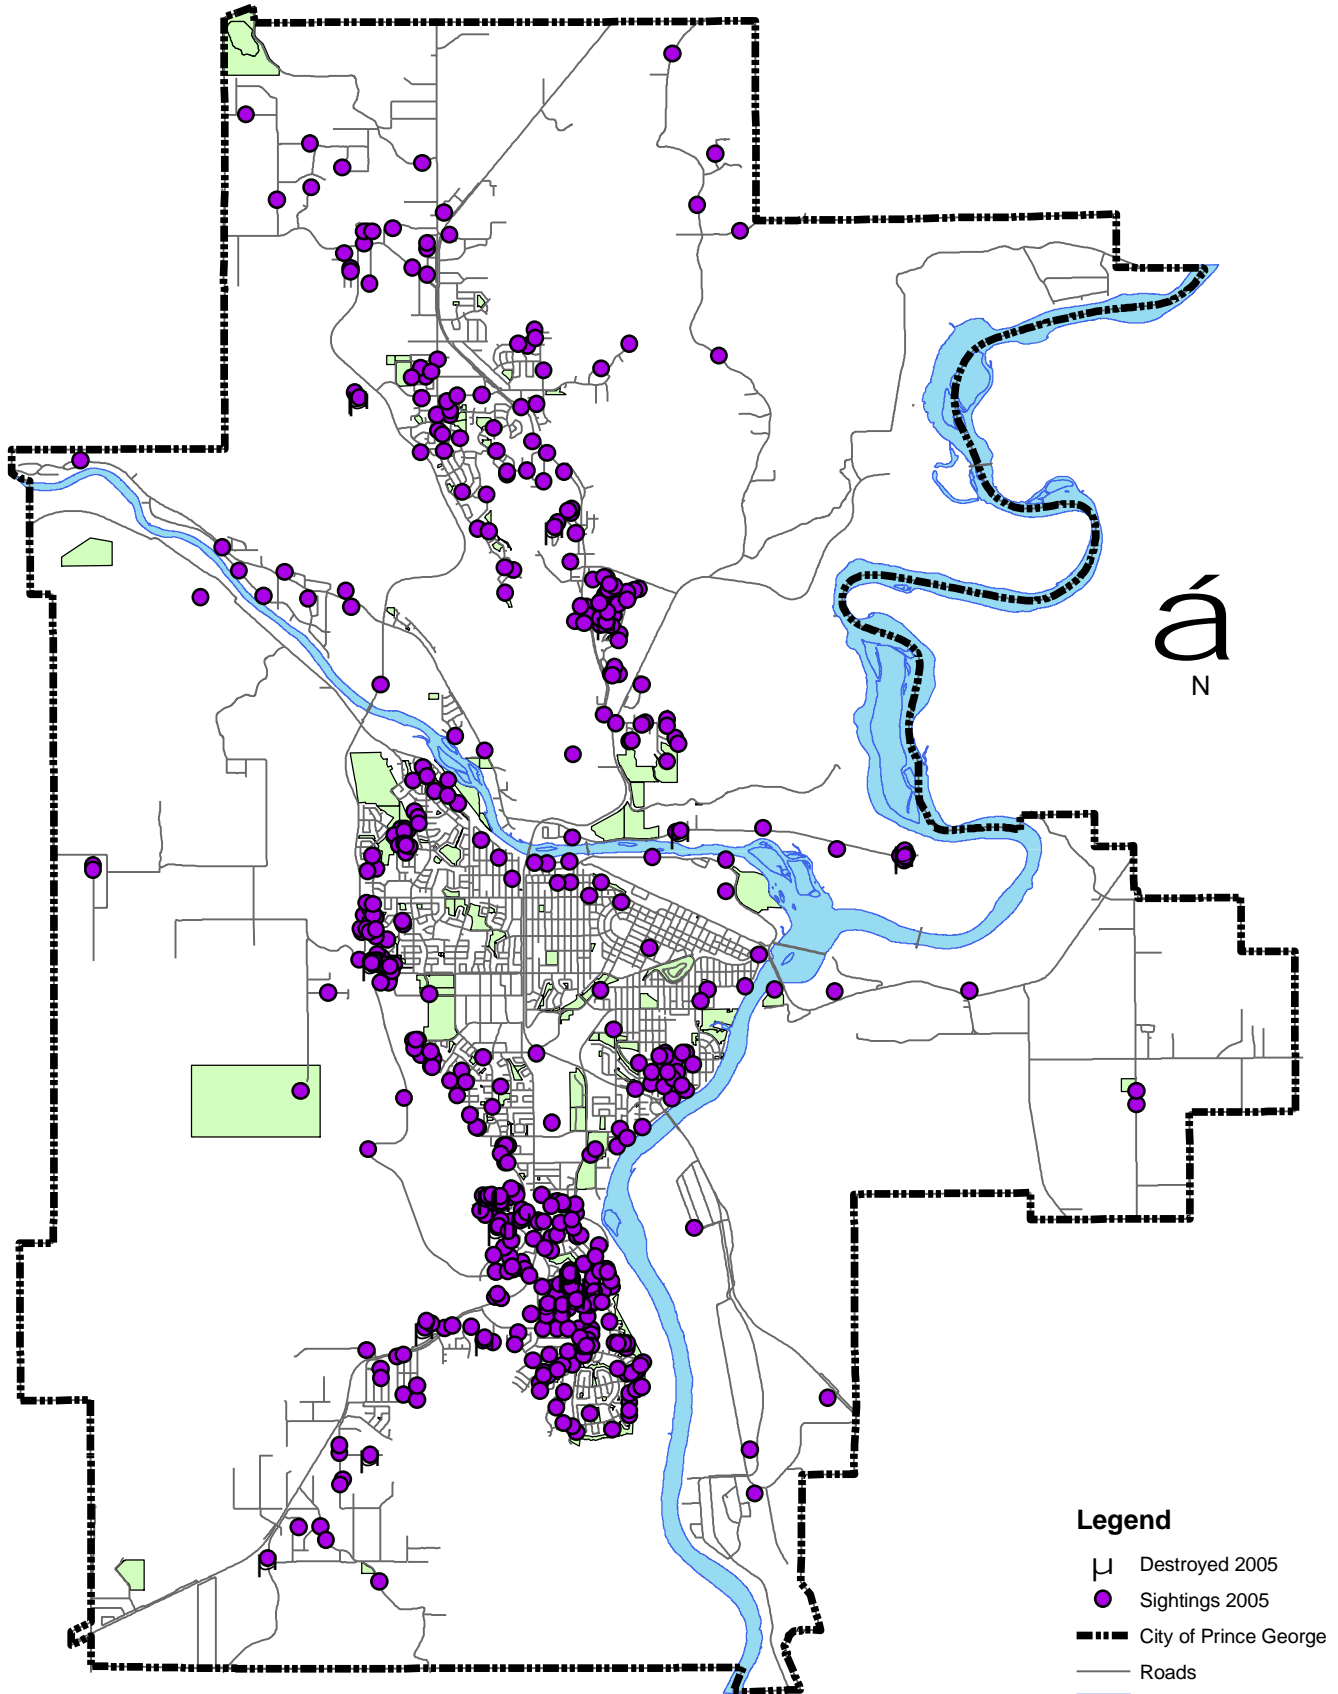 á
N
Legend
µ Destroyed 2005
Sightings 2005
City of Prince George
Roads